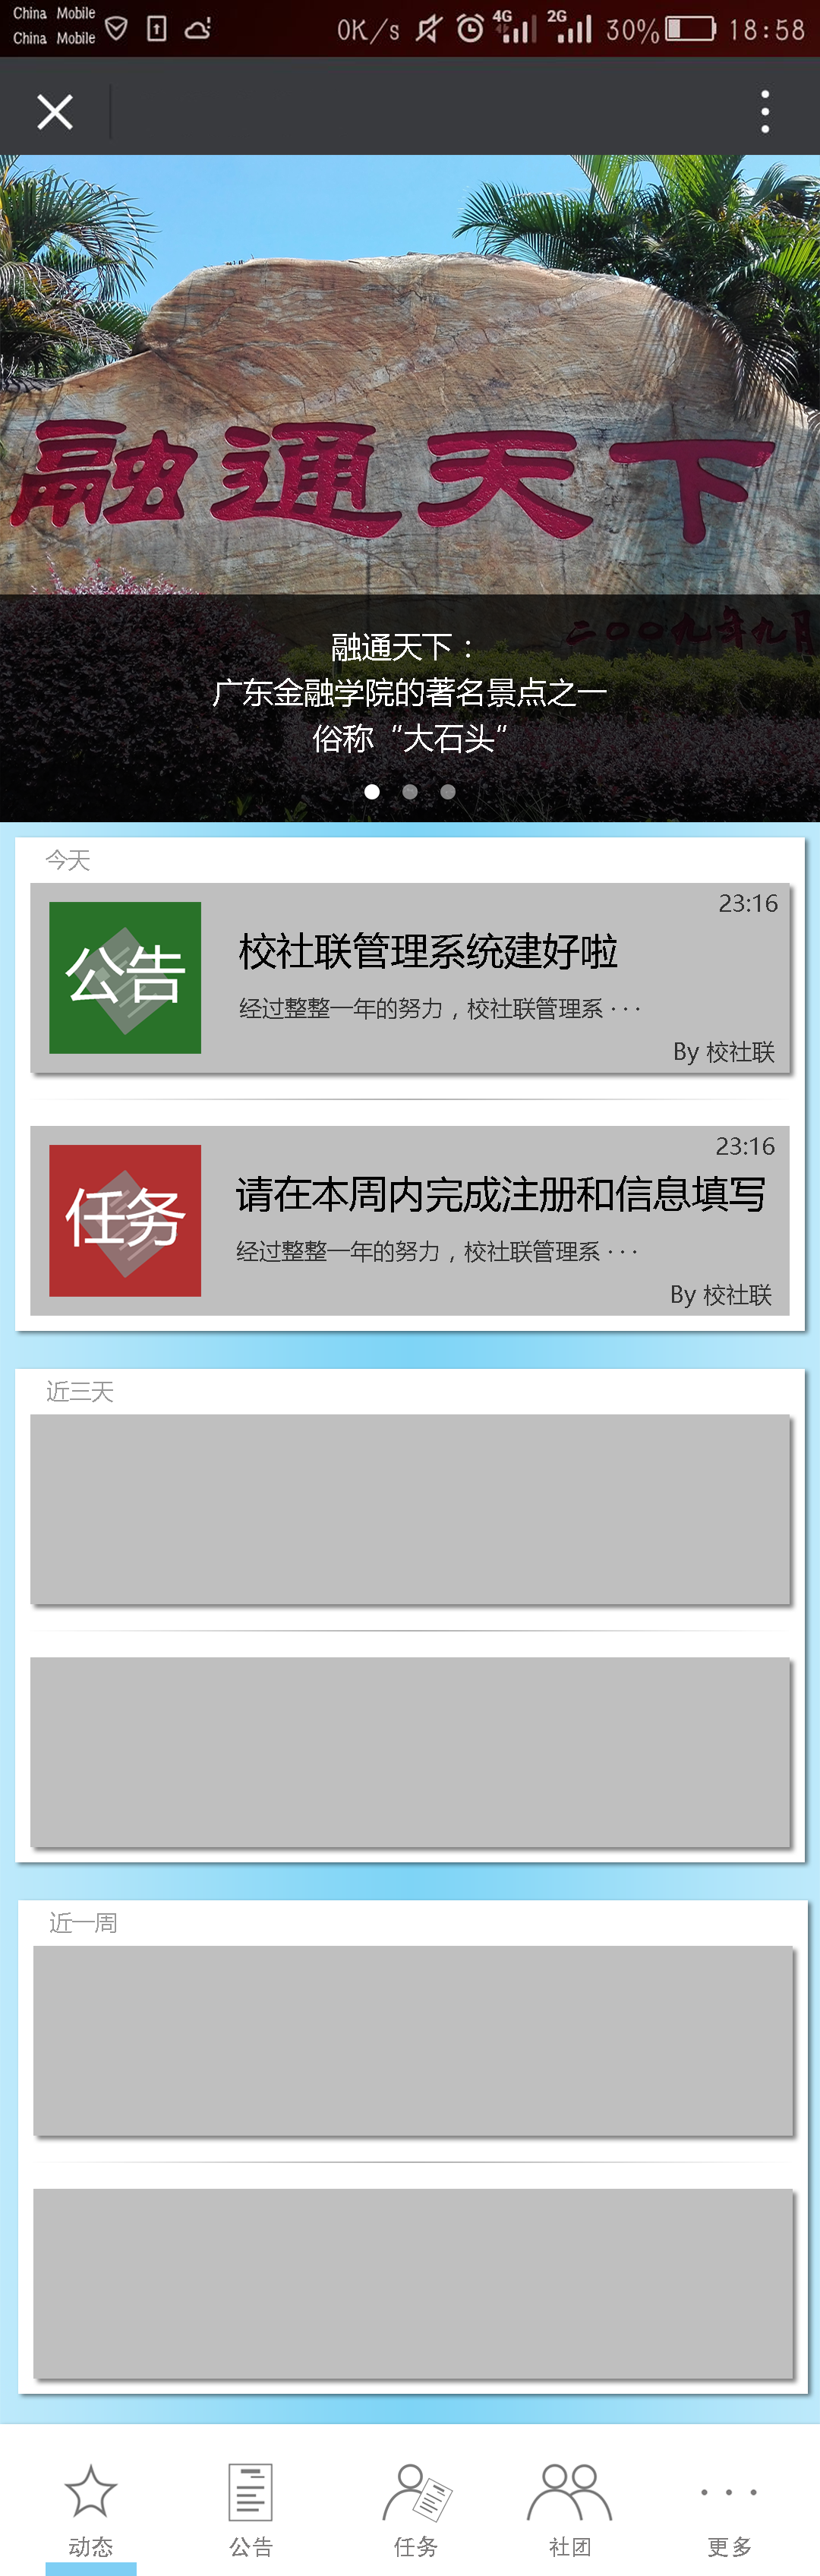 China Mobile
China Mobile
0K/s 4G 2G 30% 18:58
融通天下
二〇〇九年九月
融通天下：
广东金融学院的著名景点之一
俗称“大石头”
今天
23:16
公告
校社联管理系统建好啦
经过整整一年的努力，校社联管理系···
By 校社联
23:16
任务
请在本周内完成注册和信息填写
经过整整一年的努力，校社联管理系···
By 校社联
近三天
近一周
动态 公告 任务 社团 更多